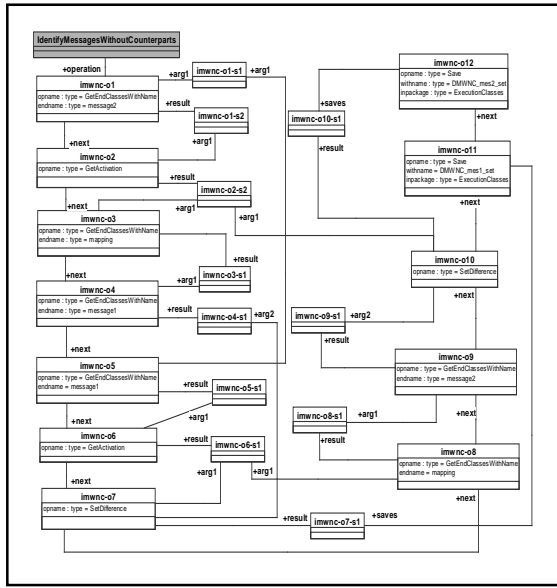 IdentifyMessagesWithoutCounterparts
+operation
imwnc-o1
opname : type = GetEndClassesWithName
endname : type = message2
+arg1
imwnc-o1-s1
+arg1
+result
imwnc-o1-s2
+arg1
+next
imwnc-o2
opname : type = GetActivation
+result
imwnc-o2-s2
+arg1
+arg1
+next
imwnc-o3
opname : type = GetEndClassesWithName
endname : type = mapping
+result
imwnc-o3-s1
+arg1
+next
imwnc-o4
opname : type = GetEndClassesWithName
endname : type = message1
+result
imwnc-o4-s1
+arg2
+next
imwnc-o5
opname : type = GetEndClassesWithName
endname = message1
+result
imwnc-o5-s1
+arg1
+next
imwnc-o6
opname : type = GetActivation
+result
imwnc-o6-s1
+arg1
+arg1
+next
imwnc-o7
opname : type = SetDifference
+result
imwnc-o7-s1
+saves
imwnc-o12
opname : type = Save
withname : type = DMWNC_mes2_set
inpackage : type = ExecutionClasses
+saves
imwnc-o10-s1
+result
+next
imwnc-o11
opname : type = Save
withname = DMWNC_mes1_set
inpackage : type = ExecutionClasses
+next
imwnc-o10
opname : type = SetDifference
+next
imwnc-o9-s1
+arg2
+result
imwnc-o9
opname : type = GetEndClassesWithName
endname : type = message2
imwnc-o8-s1
+arg1
+next
+result
imwnc-o8
opname : type = GetEndClassesWithName
endname = mapping
+next